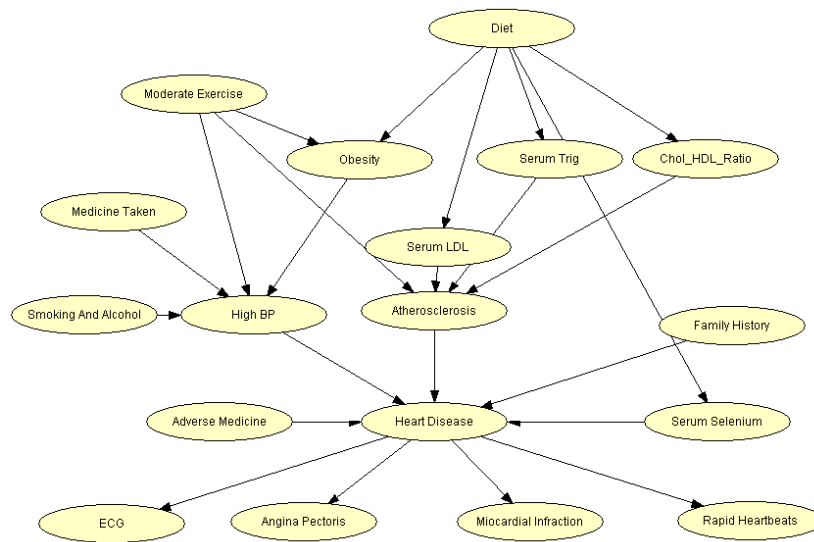 Diet
Moderate Exercise
Obesity
Serum Trig
Chol_HDL_Ratio
Medicine Taken
Serum LDL
Smoking And Alcohol
High BP
Atherosclerosis
Family History
Adverse Medicine
Heart Disease
Serum Selenium
ECG
Angina Pectoris
Miocardial Infraction
Rapid Heartbeats